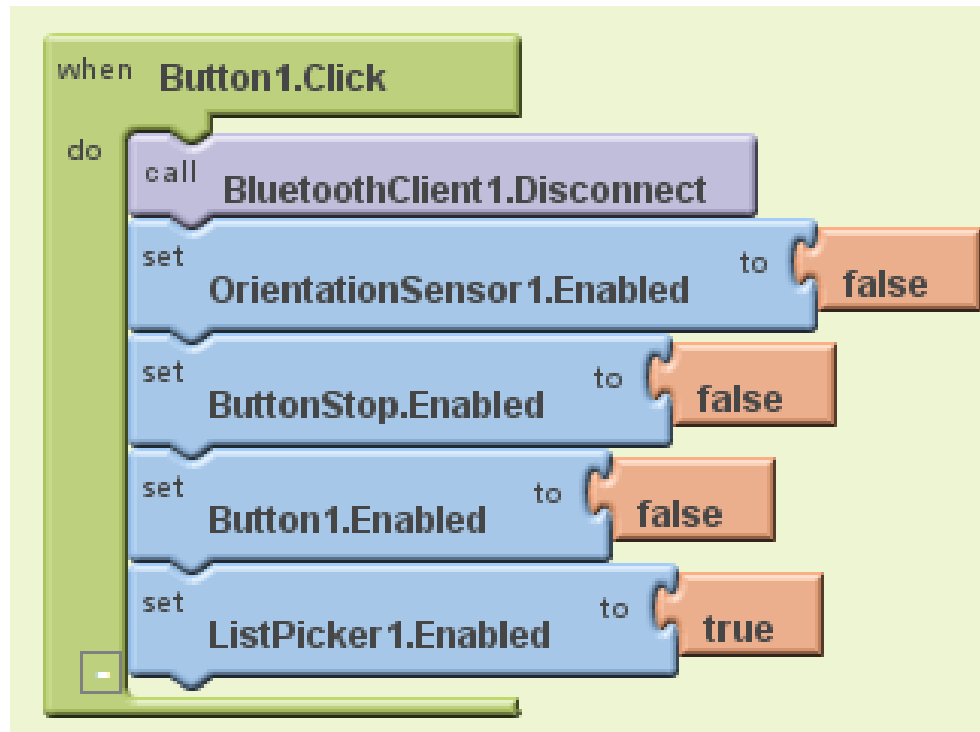 when Button1.Click
do
call BluetoothClient1.Disconnect
set OrientationSensor1.Enabled to false
set ButtonStop.Enabled to false
set Button1.Enabled to false
set ListPicker1.Enabled to true
-